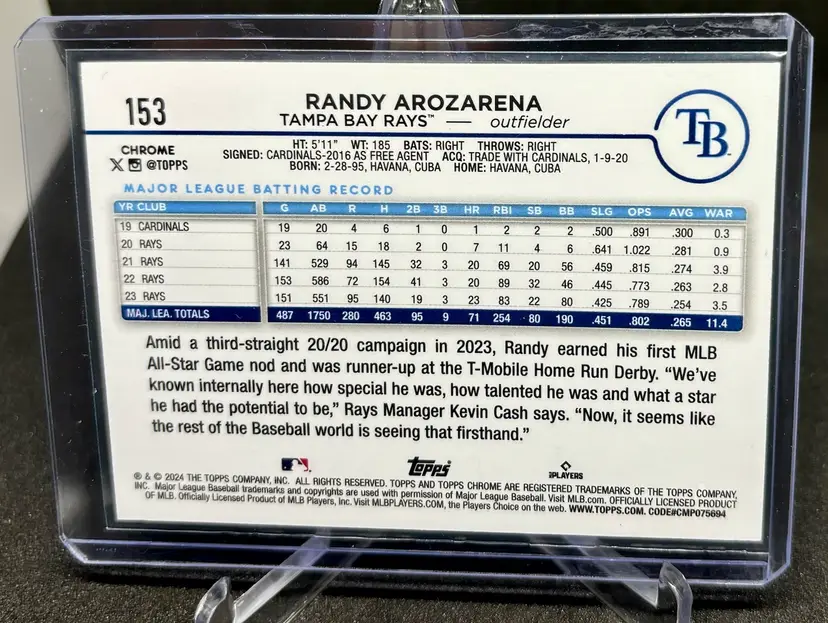 153
RANDY AROZARENA
TAMPA BAY RAYS™ — outfielder
TB
CHROME
X @TOPPS
HT: 5'11" WT: 185 BATS: RIGHT THROWS: RIGHT
SIGNED: CARDINALS-2016 AS FREE AGENT ACQ: TRADE WITH CARDINALS, 1-9-20
BORN: 2-28-95, HAVANA, CUBA HOME: HAVANA, CUBA
MAJOR LEAGUE BATTING RECORD
YR CLUB G AB R H 2B 3B HR RBI SB BB SLG OPS AVG WAR
19 CARDINALS 19 20 4 6 1 0 1 2 2 2 .500 .891 .300 0.3
20 RAYS 23 64 15 18 2 0 7 11 4 6 .641 1.022 .281 0.9
21 RAYS 141 529 94 145 32 3 20 69 20 56 .459 .815 .274 3.9
22 RAYS 153 586 72 154 41 3 20 89 32 46 .445 .773 .263 2.8
23 RAYS 151 551 95 140 19 3 23 83 22 80 .425 .789 .254 3.5
MAJ. LEA. TOTALS 487 1750 280 463 95 9 71 254 80 190 .451 .802 .265 11.4
Amid a third-straight 20/20 campaign in 2023, Randy earned his first MLB
All-Star Game nod and was runner-up at the T-Mobile Home Run Derby. “We’ve
known internally here how special he was, how talented he was and what a star
he had the potential to be,” Rays Manager Kevin Cash says. “Now, it seems like
the rest of the Baseball world is seeing that firsthand.”
Topps
PLAYERS
® & © 2024 THE TOPPS COMPANY, INC. ALL RIGHTS RESERVED. TOPPS AND TOPPS CHROME ARE REGISTERED TRADEMARKS OF THE TOPPS COMPANY,
INC. Major League Baseball trademarks and copyrights are used with permission of Major League Baseball. Visit MLB.com. OFFICIALLY LICENSED PRODUCT
OF MLB. Officially Licensed Product of MLB Players, Inc. Visit MLBPLAYERS.COM, the Players Choice on the web. WWW.TOPPS.COM. CODE#CMP075694